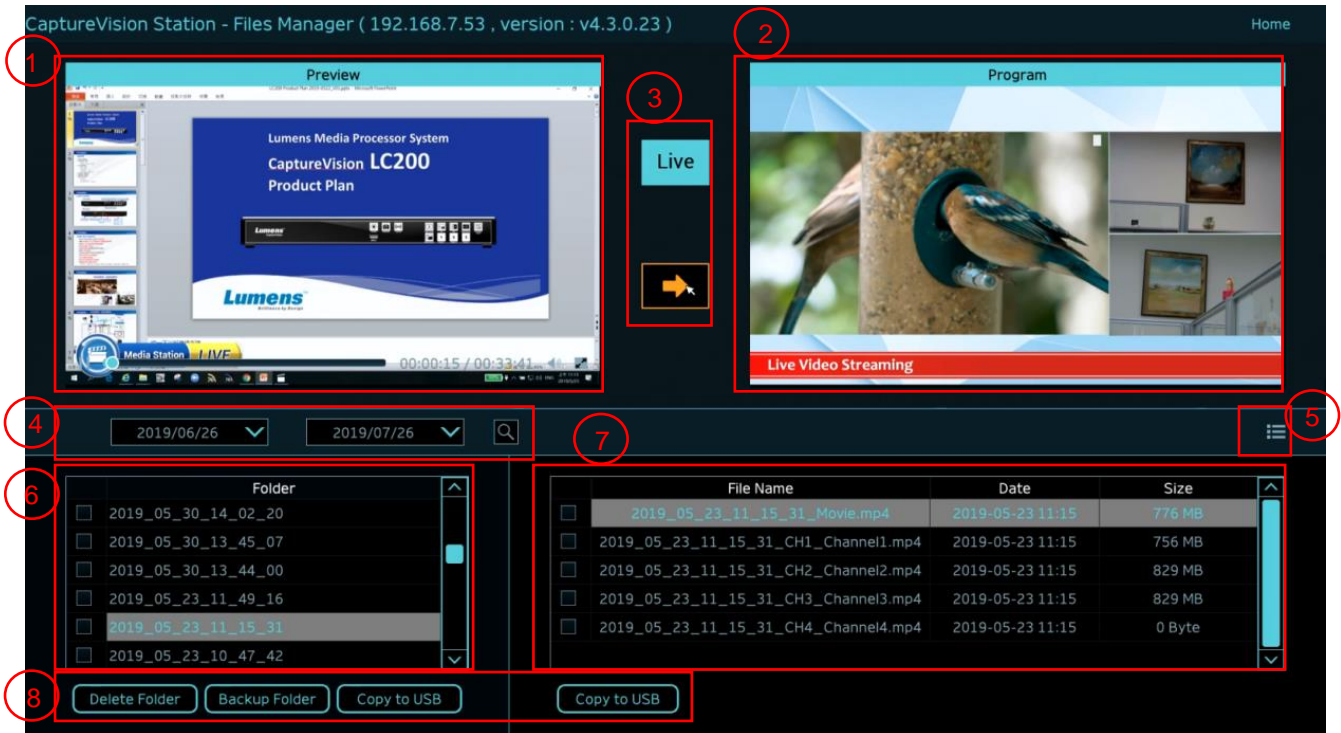 CaptureVision Station - Files Manager ( 192.168.7.53 , version : v4.3.0.23 )
Home
1
2
Preview
Program
3
Lumens Media Processor System
CaptureVision LC200
Product Plan
Live
Lumens
Lumens
Media Station
LIVE
00:00:15 / 00:33:41
Live Video Streaming
4
5
2019/06/26
2019/07/26
7
6
Folder
2019_05_30_14_02_20
2019_05_30_13_45_07
2019_05_30_13_44_00
2019_05_23_11_49_16
2019_05_23_11_15_31
2019_05_23_10_47_42
File Name Date Size
2019_05_23_11_15_31_Movie.mp4 2019-05-23 11:15 776 MB
2019_05_23_11_15_31_CH1_Channel1.mp4 2019-05-23 11:15 756 MB
2019_05_23_11_15_31_CH2_Channel2.mp4 2019-05-23 11:15 829 MB
2019_05_23_11_15_31_CH3_Channel3.mp4 2019-05-23 11:15 829 MB
2019_05_23_11_15_31_CH4_Channel4.mp4 2019-05-23 11:15 0 Byte
8
Delete Folder Backup Folder Copy to USB
Copy to USB